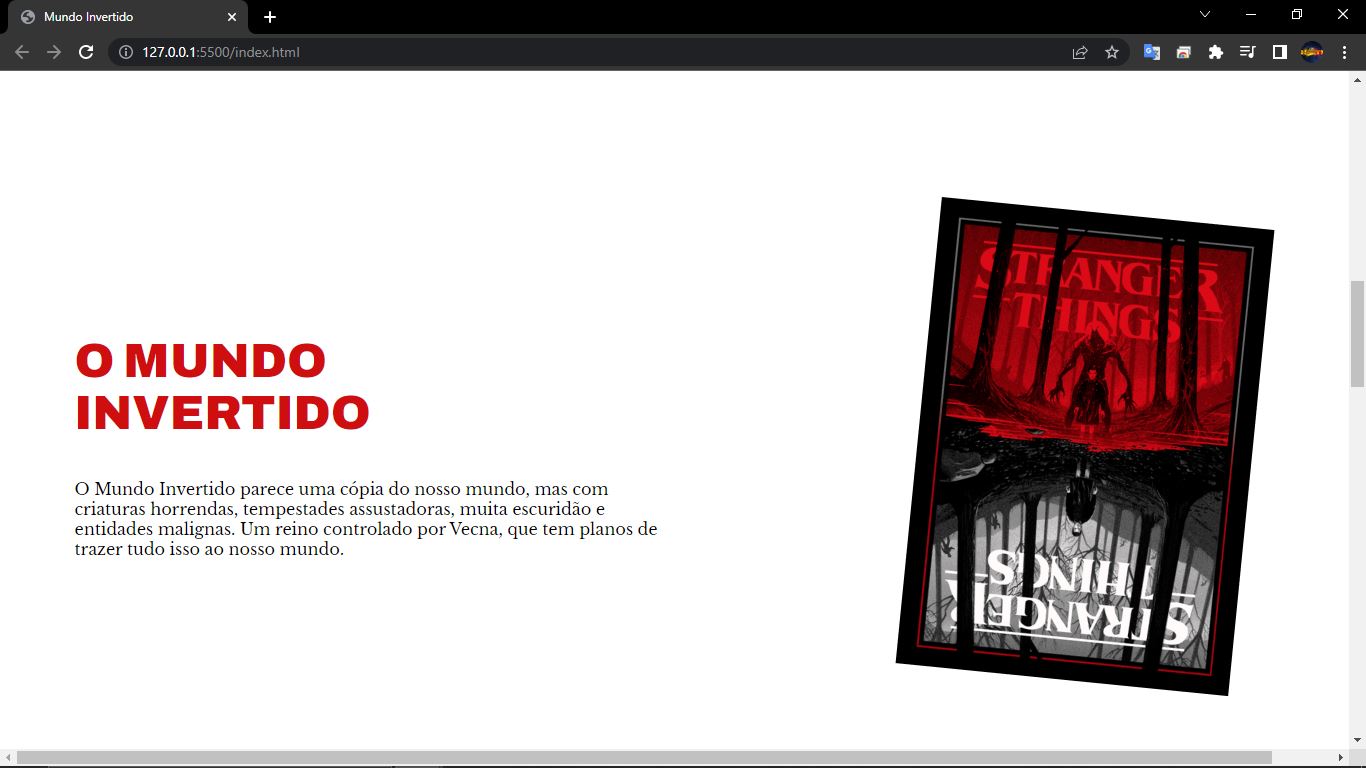 Mundo Invertido
127.0.0.1:5500/index.html
O MUNDO
INVERTIDO
O Mundo Invertido parece uma cópia do nosso mundo, mas com
criaturas horrendas, tempestades assustadoras, muita escuridão e
entidades malignas. Um reino controlado por Vecna, que tem planos de
trazer tudo isso ao nosso mundo.
STRANGER
THINGS
THINGS
STRANGER